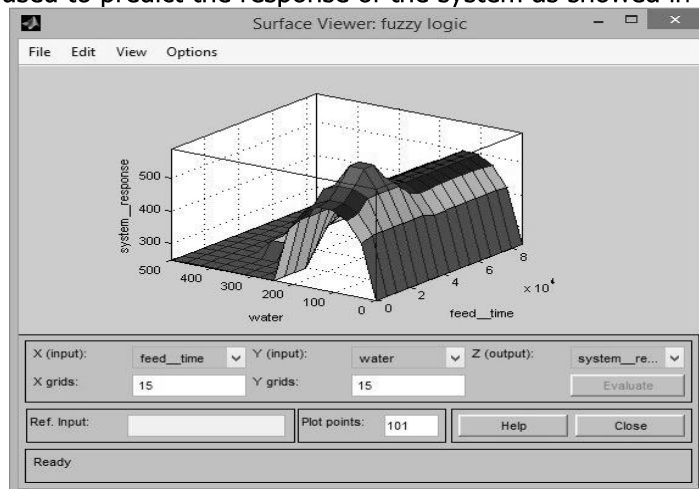 used to predict the response of the system as showed in
Surface Viewer: fuzzy logic
File Edit View Options
system__response
500
400
300
500 400 300 200 100 0
water
0 2 4 6 8
× 10⁴
feed__time
X (input): feed__time Y (input): water Z (output): system__re...
X grids: 15 Y grids: 15 Evaluate
Ref. Input: Plot points: 101 Help Close
Ready